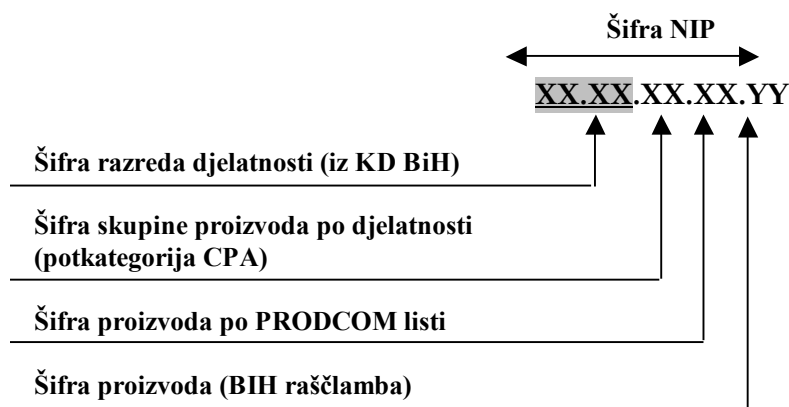 Šifra NIP
XX.XX.XX.XX.YY
Šifra razreda djelatnosti (iz KD BiH)
Šifra skupine proizvoda po djelatnosti
(potkategorija CPA)
Šifra proizvoda po PRODCOM listi
Šifra proizvoda (BIH raščlamba)